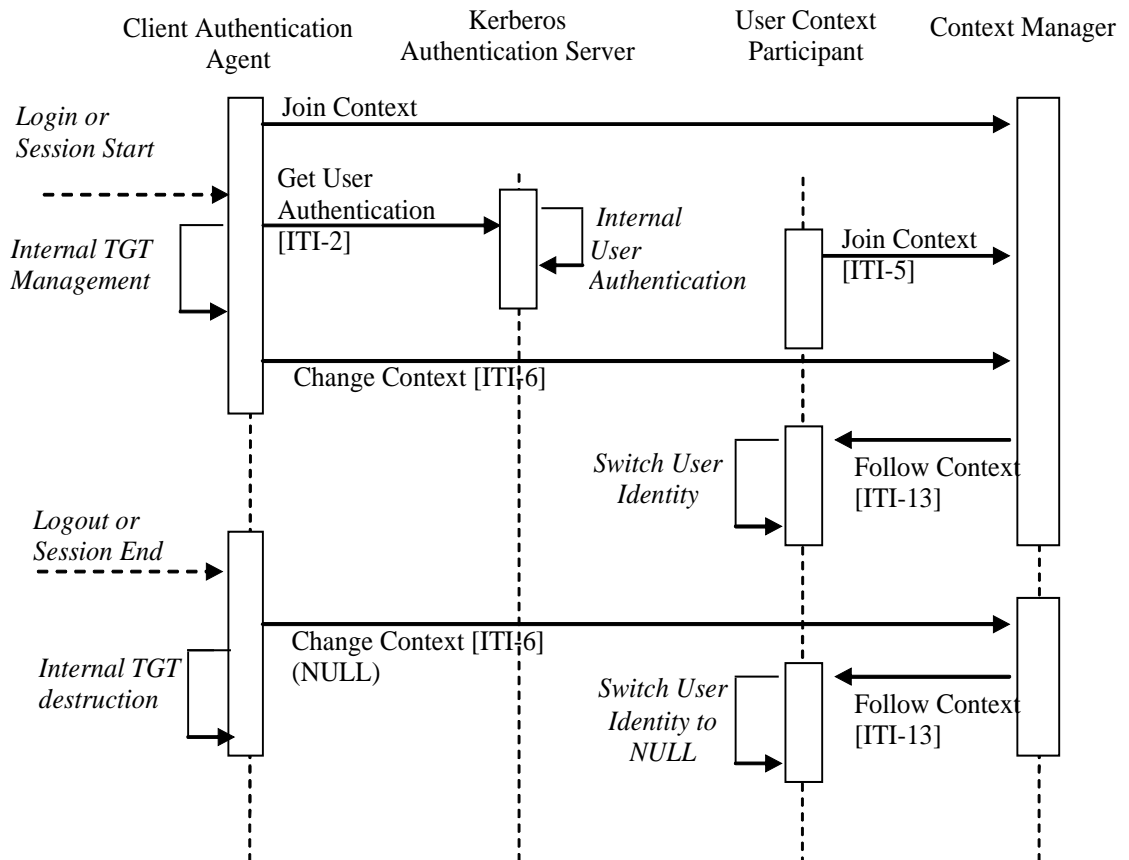 Client Authentication
Agent
Kerberos
Authentication Server
User Context
Participant
Context Manager
Login or
Session Start
Join Context
Get User
Authentication
[ITI-2]
Internal
User
Authentication
Join Context
[ITI-5]
Internal TGT
Management
Change Context [ITI-6]
Switch User
Identity
Follow Context
[ITI-13]
Logout or
Session End
Change Context [ITI-6]
(NULL)
Internal TGT
destruction
Switch User
Identity to
NULL
Follow Context
[ITI-13]